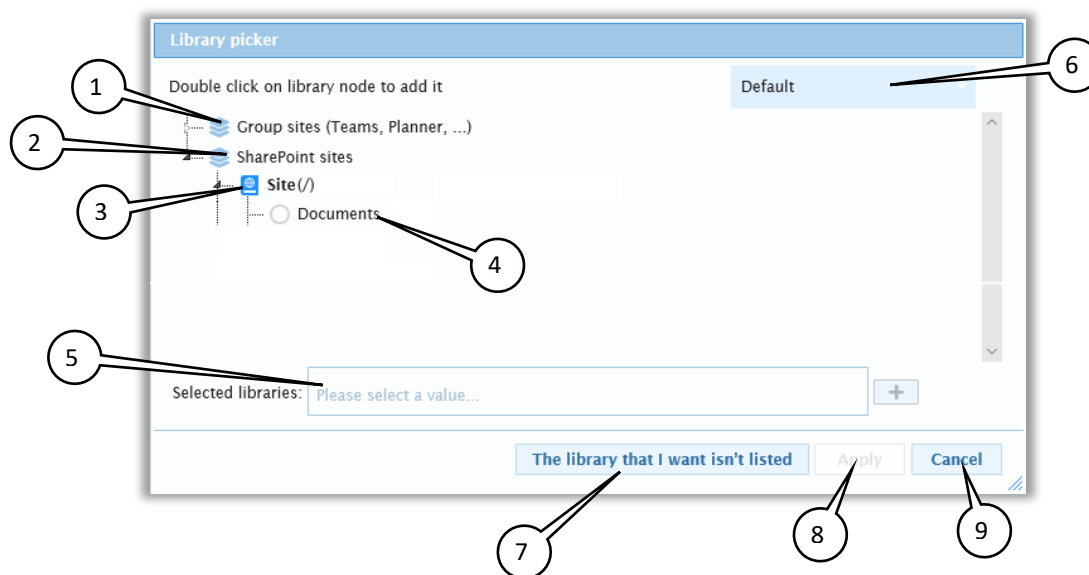 Library picker
6
1
Double click on library node to add it
Default
Group sites (Teams, Planner, ...)
2
SharePoint sites
Site(/)
3
Documents
4
5
Selected libraries:
Please select a value...
+
The library that I want isn't listed
Apply
Cancel
7
8
9